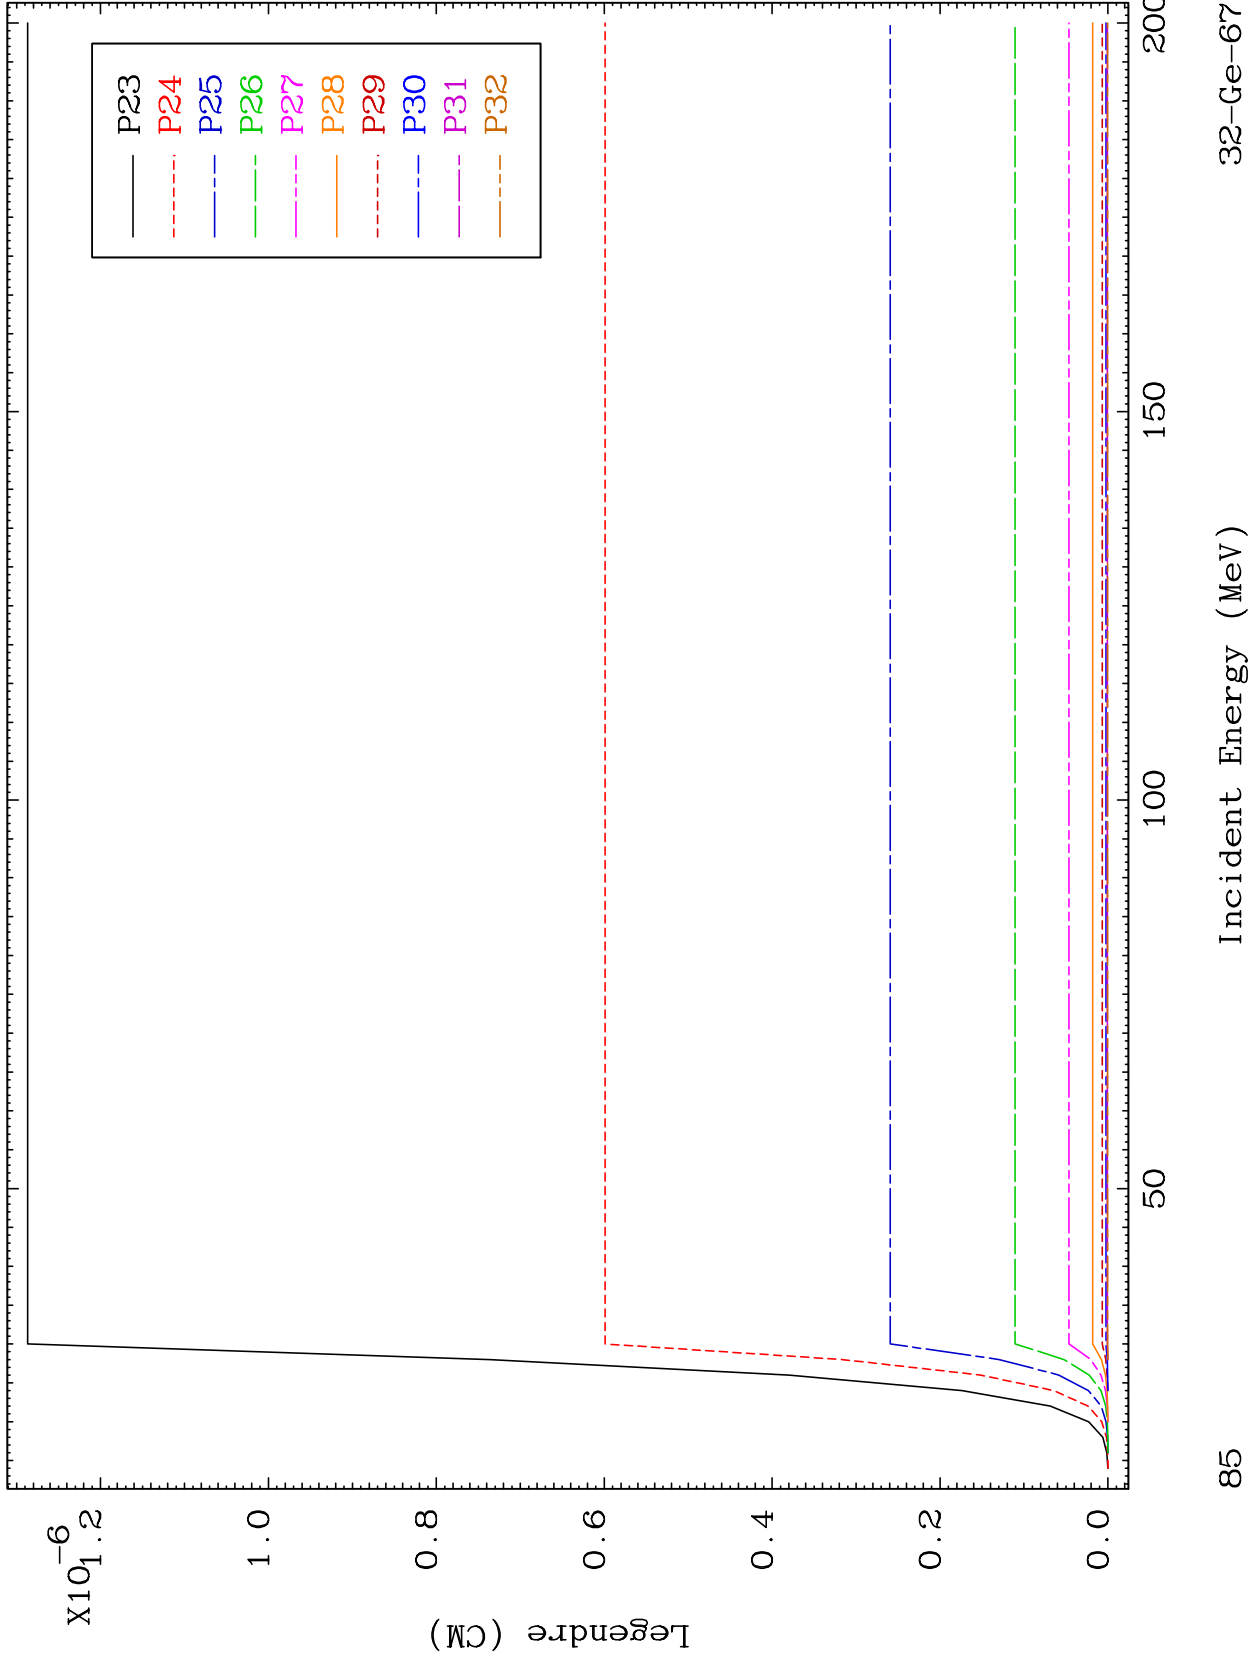 X10-6
1.2
1.0
0.8
0.6
0.4
0.2
0.0
Legendre (CM)
P23
P24
P25
P26
P27
P28
P29
P30
P31
P32
50
100
150
200
Incident Energy (MeV)
85
32-Ge-67